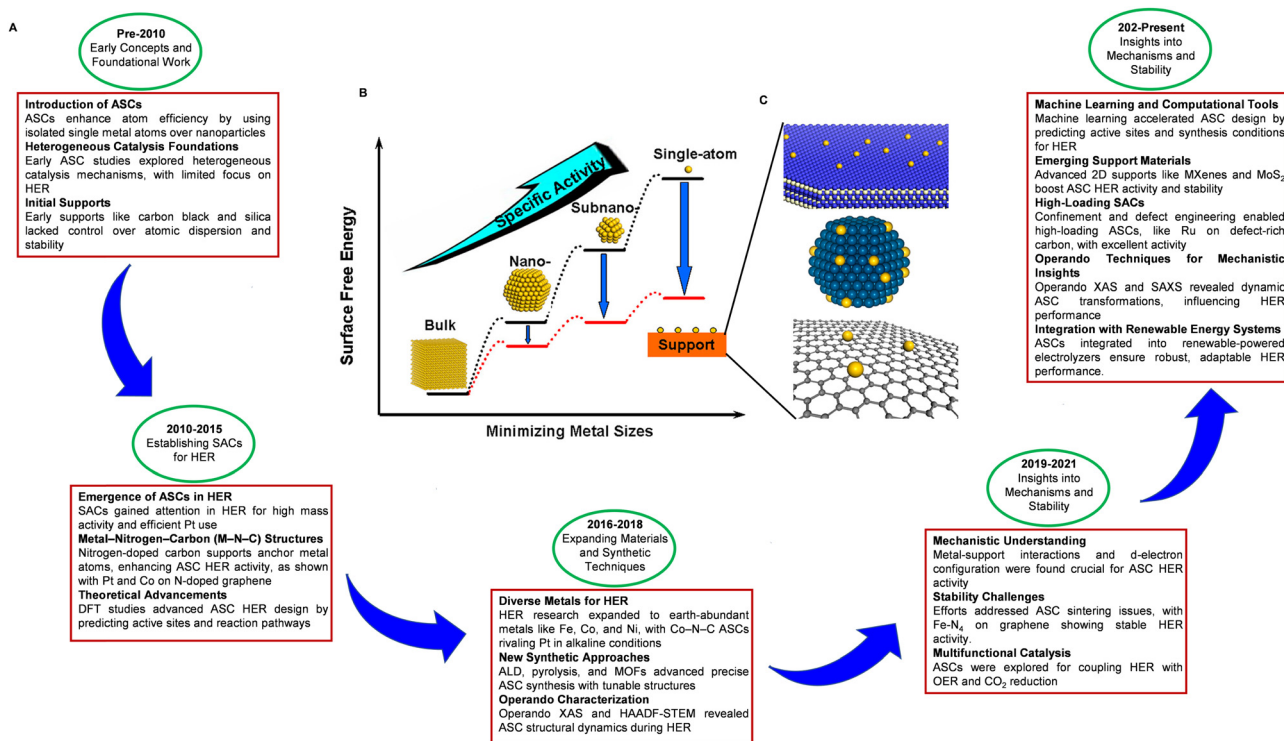 A
Pre-2010
Early Concepts and
Foundational Work
Introduction of ASCs
ASCs enhance atom efficiency by using
isolated single metal atoms over nanoparticles
Heterogeneous Catalysis Foundations
Early ASC studies explored heterogeneous
catalysis mechanisms, with limited focus on
HER
Initial Supports
Early supports like carbon black and silica
lacked control over atomic dispersion and
stability
2010-2015
Establishing SACs
for HER
Emergence of ASCs in HER
SACs gained attention in HER for high mass
activity and efficient Pt use
Metal–Nitrogen–Carbon (M–N–C) Structures
Nitrogen-doped carbon supports anchor metal
atoms, enhancing ASC HER activity, as shown
with Pt and Co on N-doped graphene
Theoretical Advancements
DFT studies advanced ASC HER design by
predicting active sites and reaction pathways
2016-2018
Expanding Materials
and Synthetic
Techniques
Diverse Metals for HER
HER research expanded to earth-abundant
metals like Fe, Co, and Ni, with Co–N–C ASCs
rivaling Pt in alkaline conditions
New Synthetic Approaches
ALD, pyrolysis, and MOFs advanced precise
ASC synthesis with tunable structures
Operando Characterization
Operando XAS and HAADF-STEM revealed
ASC structural dynamics during HER
2019-2021
Insights into
Mechanisms and
Stability
Mechanistic Understanding
Metal-support interactions and d-electron
configuration were found crucial for ASC HER
activity
Stability Challenges
Efforts addressed ASC sintering issues, with
Fe-N₄ on graphene showing stable HER
activity.
Multifunctional Catalysis
ASCs were explored for coupling HER with
OER and CO₂ reduction
202-Present
Insights into
Mechanisms and
Stability
Machine Learning and Computational Tools
Machine learning accelerated ASC design by
predicting active sites and synthesis conditions
for HER
Emerging Support Materials
Advanced 2D supports like MXenes and MoS₂
boost ASC HER activity and stability
High-Loading SACs
Confinement and defect engineering enabled
high-loading ASCs, like Ru on defect-rich
carbon, with excellent activity
Operando Techniques for Mechanistic
Insights
Operando XAS and SAXS revealed dynamic
ASC transformations, influencing HER
performance
Integration with Renewable Energy Systems
ASCs integrated into renewable-powered
electrolyzers ensure robust, adaptable HER
performance.
B
Surface Free Energy
Specific Activity
Single-atom
Subnano-
Nano-
Bulk
Support
Minimizing Metal Sizes
C